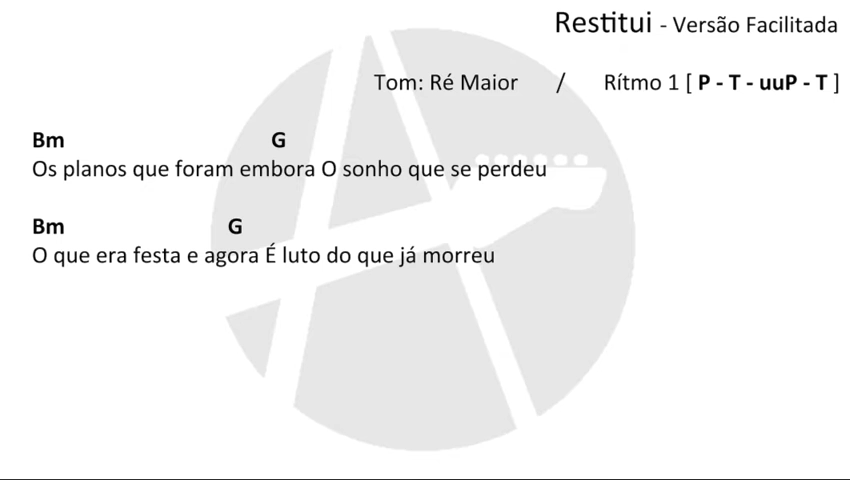 Restitui - Versão Facilitada
Tom: Ré Maior / Rítmo 1 [ P - T - uuP - T ]
Bm G
Os planos que foram embora O sonho que se perdeu
Bm G
O que era festa e agora É luto do que já morreu